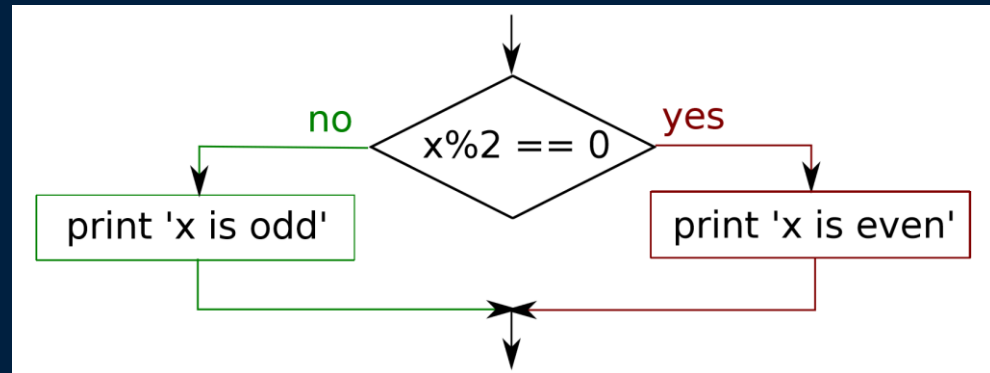 no
yes
x%2 == 0
print 'x is odd'
print 'x is even'